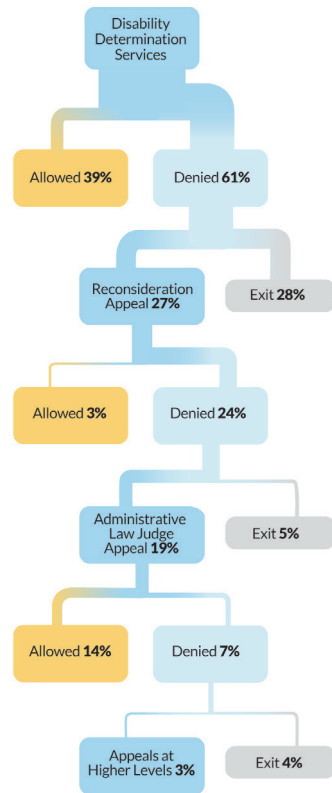 Disability
Determination
Services
Allowed 39%
Denied 61%
Reconsideration
Appeal 27%
Exit 28%
Allowed 3%
Denied 24%
Administrative
Law Judge
Appeal 19%
Exit 5%
Allowed 14%
Denied 7%
Appeals at
Higher Levels 3%
Exit 4%